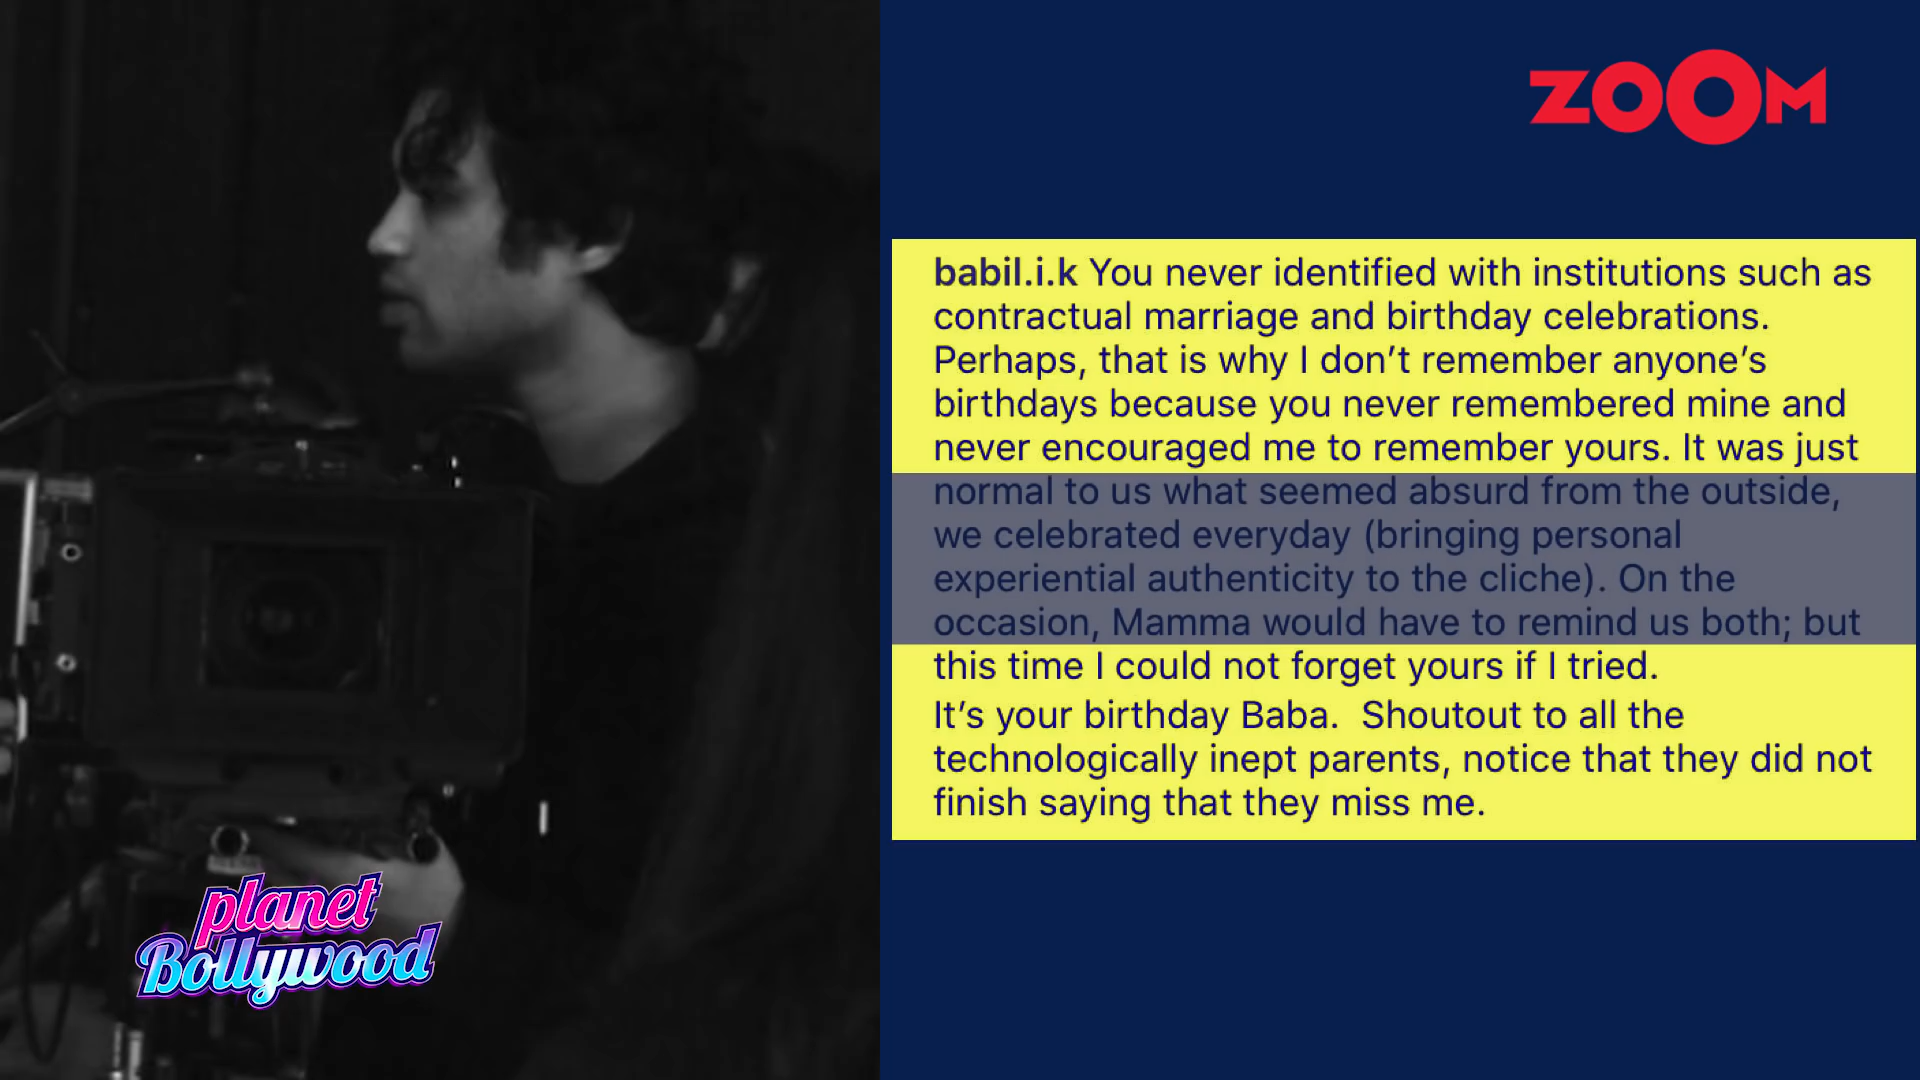 ZOOM
babil.i.k You never identified with institutions such as
contractual marriage and birthday celebrations.
Perhaps, that is why I don’t remember anyone’s
birthdays because you never remembered mine and
never encouraged me to remember yours. It was just
normal to us what seemed absurd from the outside,
we celebrated everyday (bringing personal
experiential authenticity to the cliche). On the
occasion, Mamma would have to remind us both; but
this time I could not forget yours if I tried.
It’s your birthday Baba.  Shoutout to all the
technologically inept parents, notice that they did not
finish saying that they miss me.
planet
Bollywood